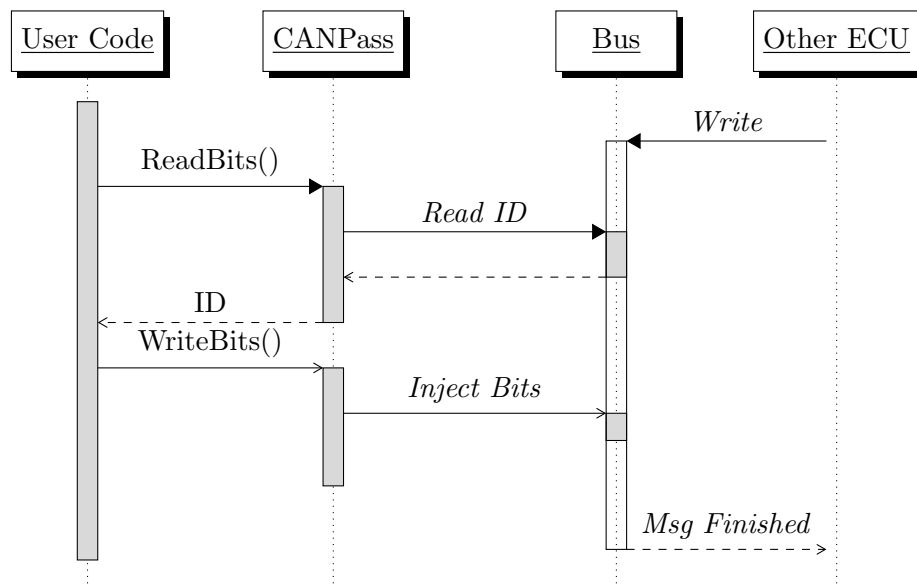 User Code
CANPass
Bus
Other ECU
Write
ReadBits()
Read ID
ID
WriteBits()
Inject Bits
Msg Finished